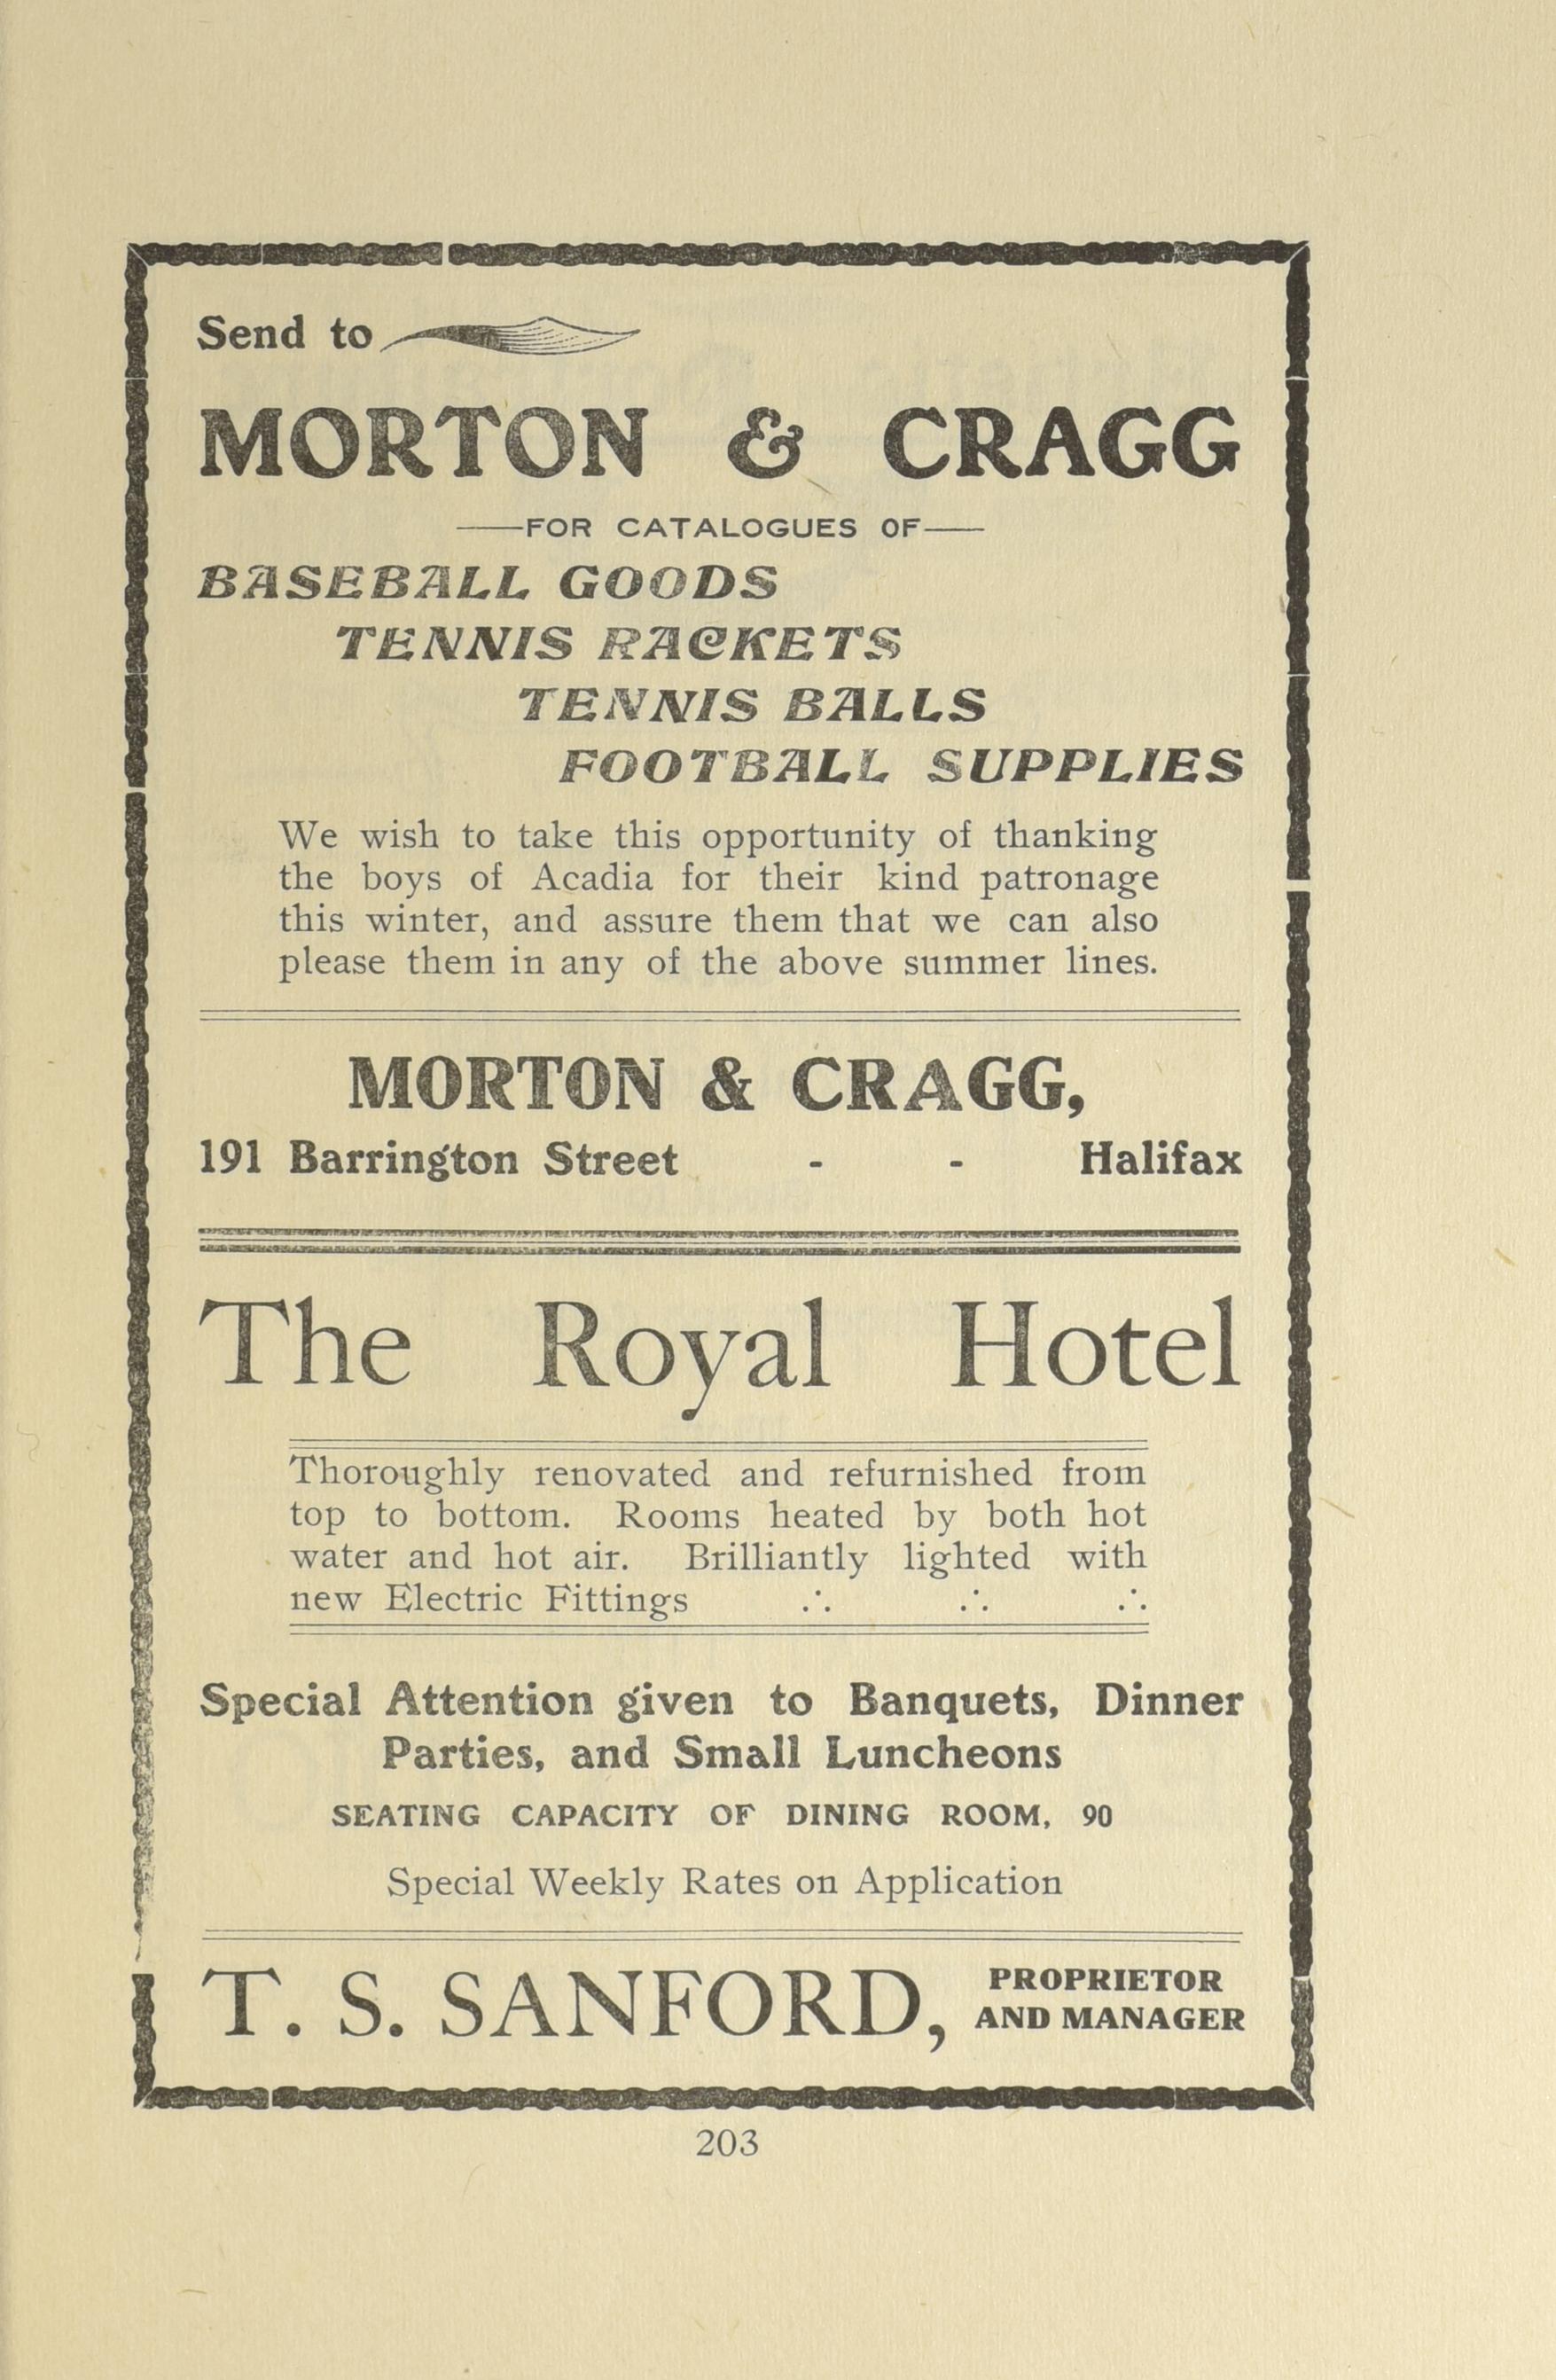 Send to
MORTON & CRAGG
—FOR CATALOGUES OF—
BASEBALL GOODS
TENNIS RACKETS
TENNIS BALLS
FOOTBALL SUPPLIES
We wish to take this opportunity of thanking
the boys of Acadia for their kind patronage
this winter, and assure them that we can also
please them in any of the above summer lines.
MORTON & CRAGG,
191 Barrington Street - - Halifax
The Royal Hotel
Thoroughly renovated and refurnished from
top to bottom. Rooms heated by both hot
water and hot air. Brilliantly lighted with
new Electric Fittings ∴ ∴ ∴
Special Attention given to Banquets, Dinner
Parties, and Small Luncheons
SEATING CAPACITY OF DINING ROOM, 90
Special Weekly Rates on Application
T. S. SANFORD, PROPRIETOR
AND MANAGER
203